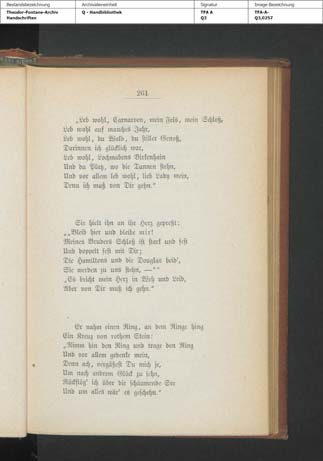 Bestandsbezeichnung
Archivalieneinheit
Signatur
Image Bezeichnung
Theodor-Fontane-Archiv
Handschriften
Q - Handbibliothek
TFA A
Q3
TFA-A-
Q3,0257
261
„Leb wohl, Carnarvon, mein Fels, mein Schloß,
Leb wohl auf manches Jahr,
Leb wohl, du Wald, du stiller Genoß,
Darinnen ich glücklich war,
Leb wohl, Lochmabens Birkenhain
Und du Platz, wo die Tannen stehn,
Und vor allem leb wohl, lieb Lady mein,
Denn ich muß von Dir gehn.“
Sie hielt ihn an ihr Herz gepreßt:
„„Bleib hier und bleibe mir!
Meines Bruders Schloß ist stark und fest
Und doppelt fest mit Dir;
Die Hamiltons und die Douglas beid’,
Sie werden zu uns stehn, —““
„Es bricht mein Herz in Weh und Leid,
Aber von Dir muß ich gehn.“
Er nahm einen Ring, an dem Ringe hing
Ein Kreuz von rothem Stein:
„Nimm hin den Ring und trage den Ring
Und vor allem gedenke mein,
Denn ach, vergäßest Du mich je,
Um nach andrem Glück zu sehn,
Rückflög’ ich über die schäumende See
Und um alles wär’ es geschehn.“